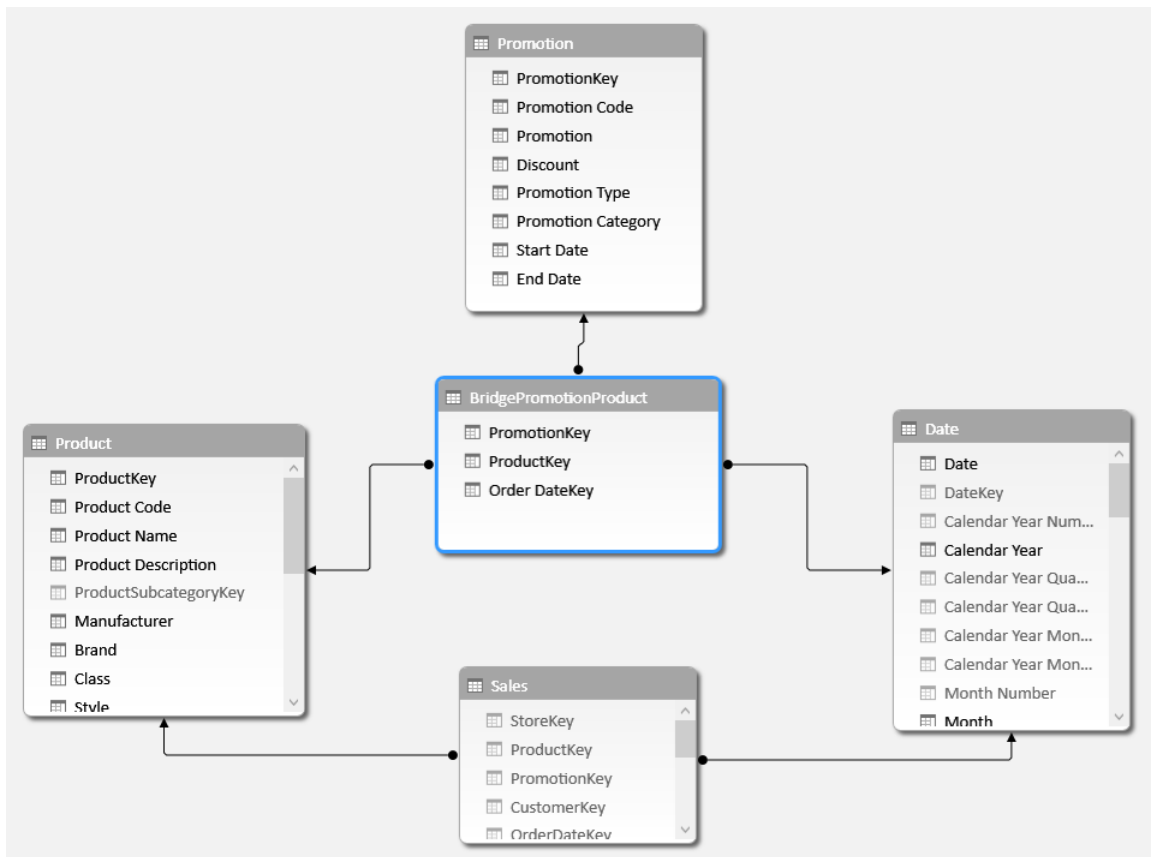 Promotion
PromotionKey
Promotion Code
Promotion
Discount
Promotion Type
Promotion Category
Start Date
End Date
BridgePromotionProduct
PromotionKey
ProductKey
Order DateKey
Product
ProductKey
Product Code
Product Name
Product Description
ProductSubcategoryKey
Manufacturer
Brand
Class
Style
Date
Date
DateKey
Calendar Year Num...
Calendar Year
Calendar Year Qua...
Calendar Year Qua...
Calendar Year Mon...
Calendar Year Mon...
Month Number
Month
Sales
StoreKey
ProductKey
PromotionKey
CustomerKey
OrderDateKey